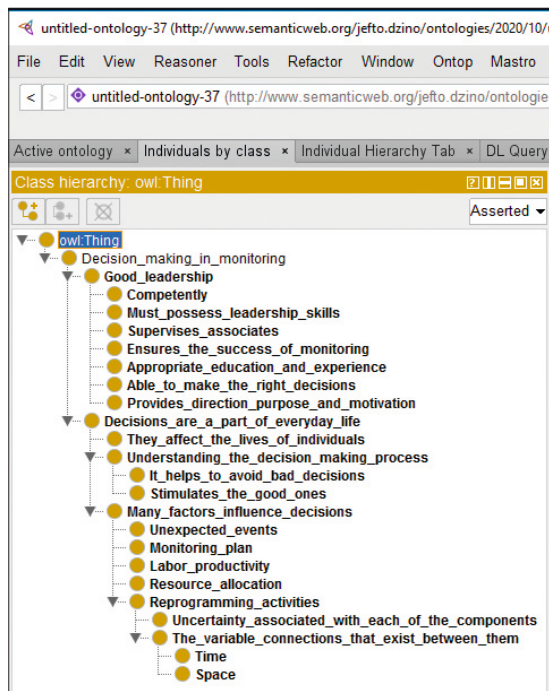 untitled-ontology-37 (http://www.semanticweb.org/jefto.dzino/ontologies/2020/10/
File Edit View Reasoner Tools Refactor Window Ontop Mastro
< > untitled-ontology-37 (http://www.semanticweb.org/jefto.dzino/ontologie
Active ontology × Individuals by class × Individual Hierarchy Tab × DL Query
Class hierarchy: owl:Thing
Asserted
owl:Thing
Decision_making_in_monitoring
Good_leadership
Competently
Must_possess_leadership_skills
Supervises_associates
Ensures_the_success_of_monitoring
Appropriate_education_and_experience
Able_to_make_the_right_decisions
Provides_direction_purpose_and_motivation
Decisions_are_a_part_of_everyday_life
They_affect_the_lives_of_individuals
Understanding_the_decision_making_process
It_helps_to_avoid_bad_decisions
Stimulates_the_good_ones
Many_factors_influence_decisions
Unexpected_events
Monitoring_plan
Labor_productivity
Resource_allocation
Reprogramming_activities
Uncertainty_associated_with_each_of_the_components
The_variable_connections_that_exist_between_them
Time
Space